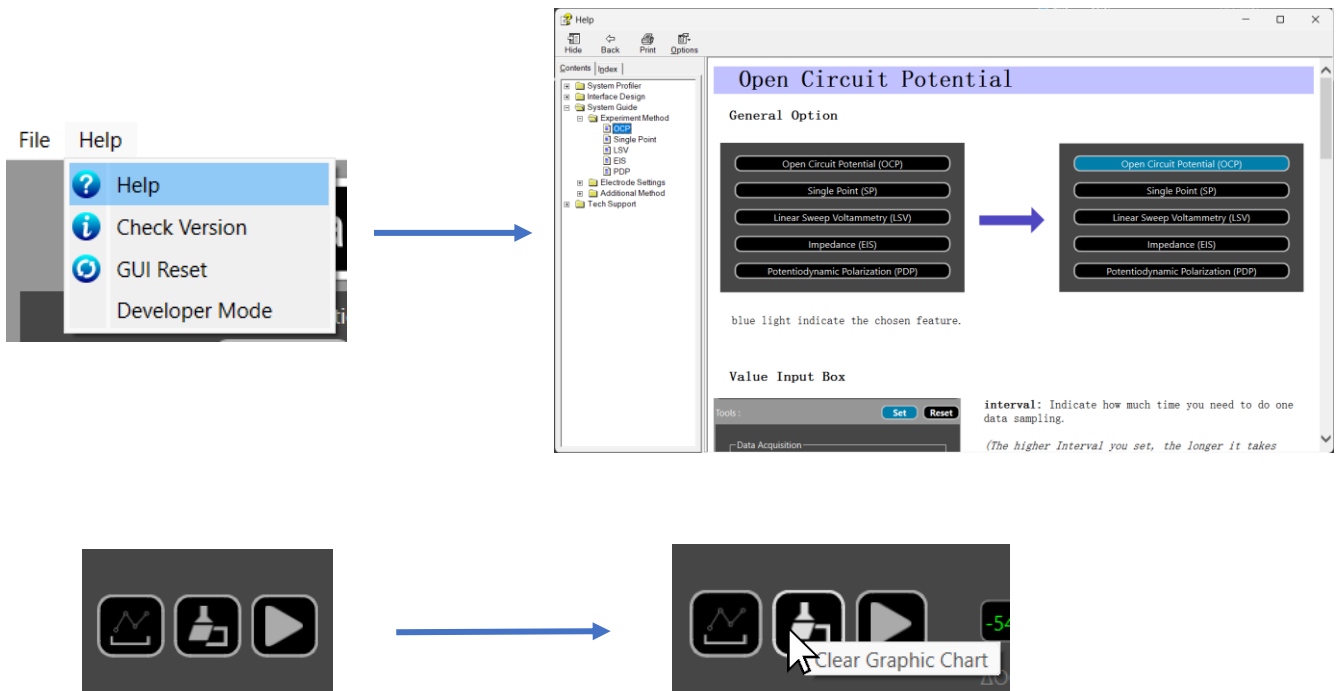 File Help
Help
Check Version
GUI Reset
Developer Mode
Help
Hide Back Print Options
Contents Index
System Profiler
Interface Design
System Guide
Experiment Method
OCP
Single Point
LSV
EIS
PDP
Electrode Settings
Additional Method
Tech Support
Open Circuit Potential
General Option
Open Circuit Potential (OCP)
Single Point (SP)
Linear Sweep Voltammetry (LSV)
Impedance (EIS)
Potentiodynamic Polarization (PDP)
Open Circuit Potential (OCP)
Single Point (SP)
Linear Sweep Voltammetry (LSV)
Impedance (EIS)
Potentiodynamic Polarization (PDP)
blue light indicate the chosen feature.
Value Input Box
Tools : Set Reset
Data Acquisition
interval: Indicate how much time you need to do one
data sampling.
(The higher Interval you set, the longer it takes
-54
Clear Graphic Chart